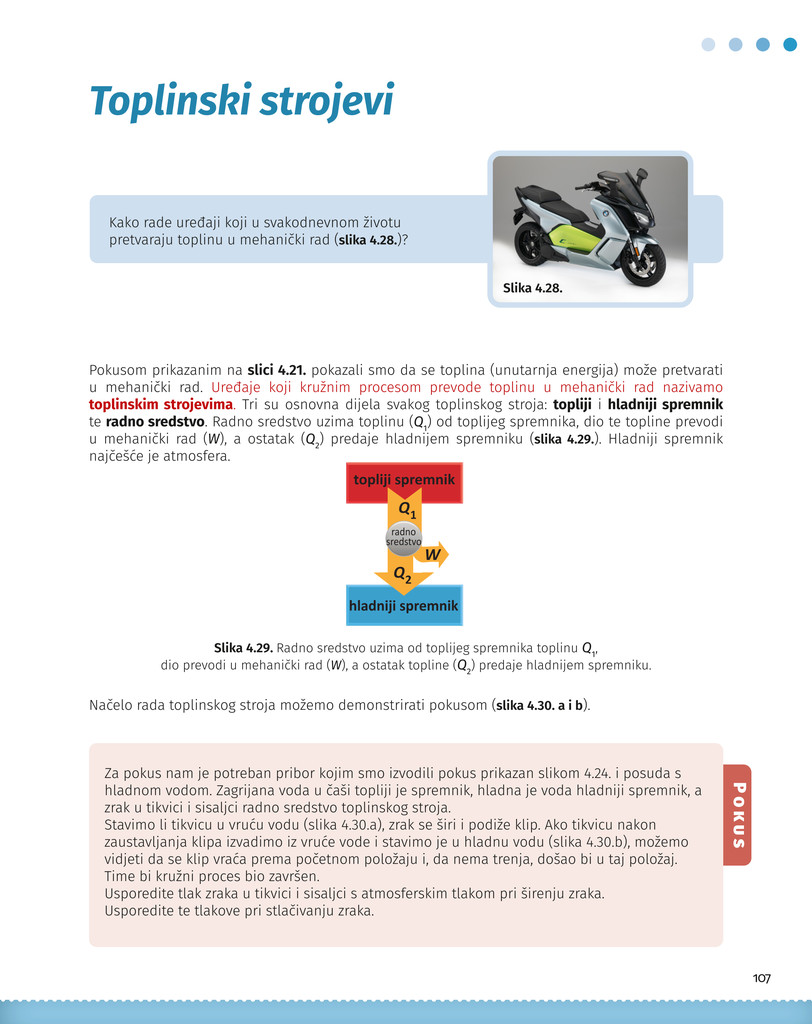 Toplinski strojevi
Kako rade uređaji koji u svakodnevnom životu
pretvaraju toplinu u mehanički rad (slika 4.28.)?
Slika 4.28.
Pokusom prikazanim na slici 4.21. pokazali smo da se toplina (unutarnja energija) može pretvarati
u mehanički rad. Uređaje koji kružnim procesom prevode toplinu u mehanički rad nazivamo
toplinskim strojevima. Tri su osnovna dijela svakog toplinskog stroja: topliji i hladniji spremnik
te radno sredstvo. Radno sredstvo uzima toplinu (Q₁) od toplijeg spremnika, dio te topline prevodi
u mehanički rad (W), a ostatak (Q₂) predaje hladnijem spremniku (slika 4.29.). Hladniji spremnik
najčešće je atmosfera.
topliji spremnik
Q₁
radno
sredstvo
W
Q₂
hladniji spremnik
Slika 4.29. Radno sredstvo uzima od toplijeg spremnika toplinu Q₁,
dio prevodi u mehanički rad (W), a ostatak topline (Q₂) predaje hladnijem spremniku.
Načelo rada toplinskog stroja možemo demonstrirati pokusom (slika 4.30. a i b).
Za pokus nam je potreban pribor kojim smo izvodili pokus prikazan slikom 4.24. i posuda s
hladnom vodom. Zagrijana voda u čaši topliji je spremnik, hladna je voda hladniji spremnik, a
zrak u tikvici i sisaljci radno sredstvo toplinskog stroja.
Stavimo li tikvicu u vruću vodu (slika 4.30.a), zrak se širi i podiže klip. Ako tikvicu nakon
zaustavljanja klipa izvadimo iz vruće vode i stavimo je u hladnu vodu (slika 4.30.b), možemo
vidjeti da se klip vraća prema početnom položaju i, da nema trenja, došao bi u taj položaj.
Time bi kružni proces bio završen.
Usporedite tlak zraka u tikvici i sisaljci s atmosferskim tlakom pri širenju zraka.
Usporedite te tlakove pri stlačivanju zraka.
POKUS
107